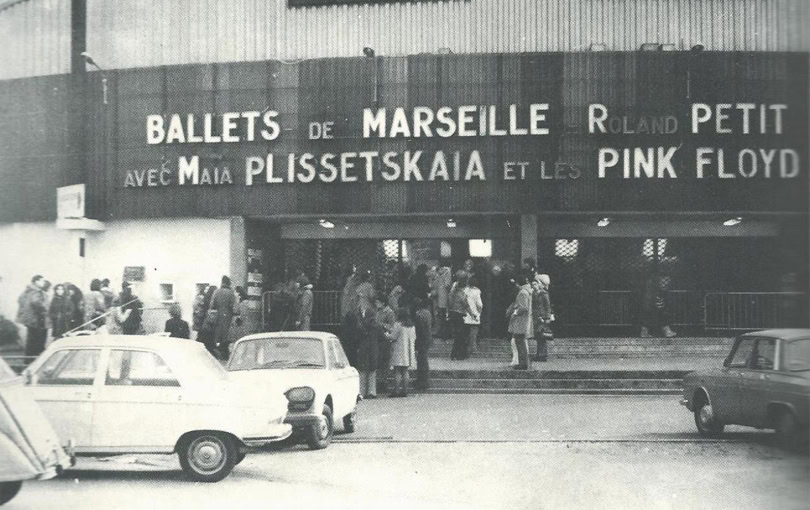 BALLETS DE MARSEILLE ROLAND PETIT
AVEC MAIA PLISSETSKAIA ET LES PINK FLOYD